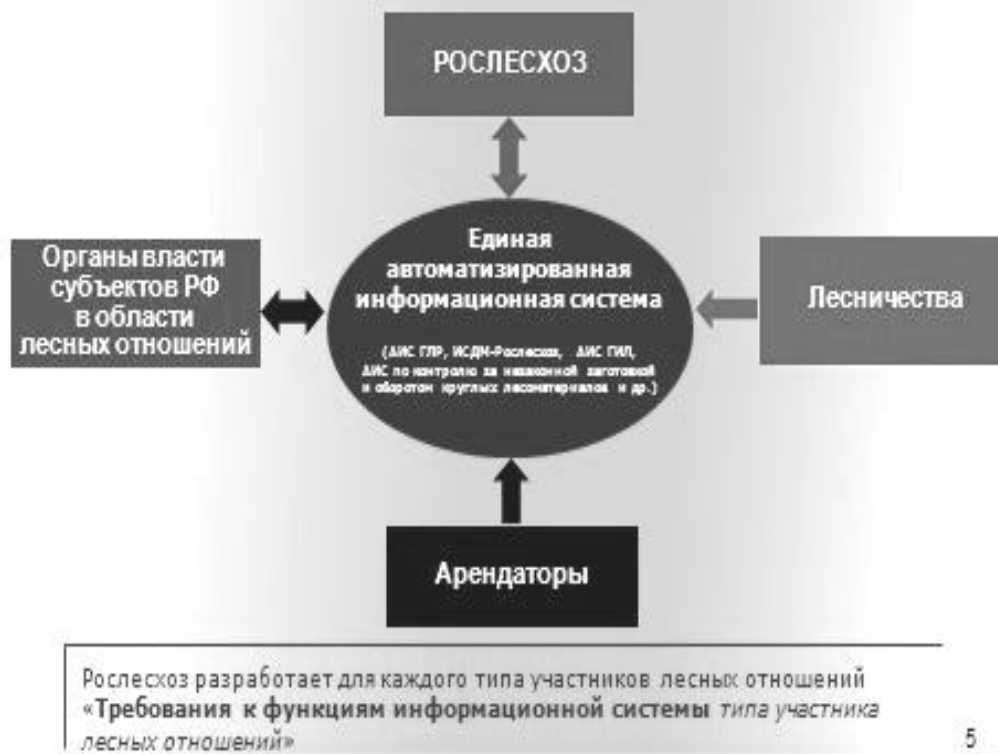 РОСЛЕСХОЗ
Органы власти
субъектов РФ
в области
лесных отношений
Единая
автоматизированная
информационная система
(АИС ГЛР, ИСДМ-Рослесхоз, АИС ГИЛ,
АИС по контролю за незаконной заготовкой
и оборотом круглых лесоматериалов и др.)
Лесничества
Арендаторы
Рослесхоз разработает для каждого типа участников лесных отношений
«Требования к функциям информационной системы типа участника
лесных отношений»
5